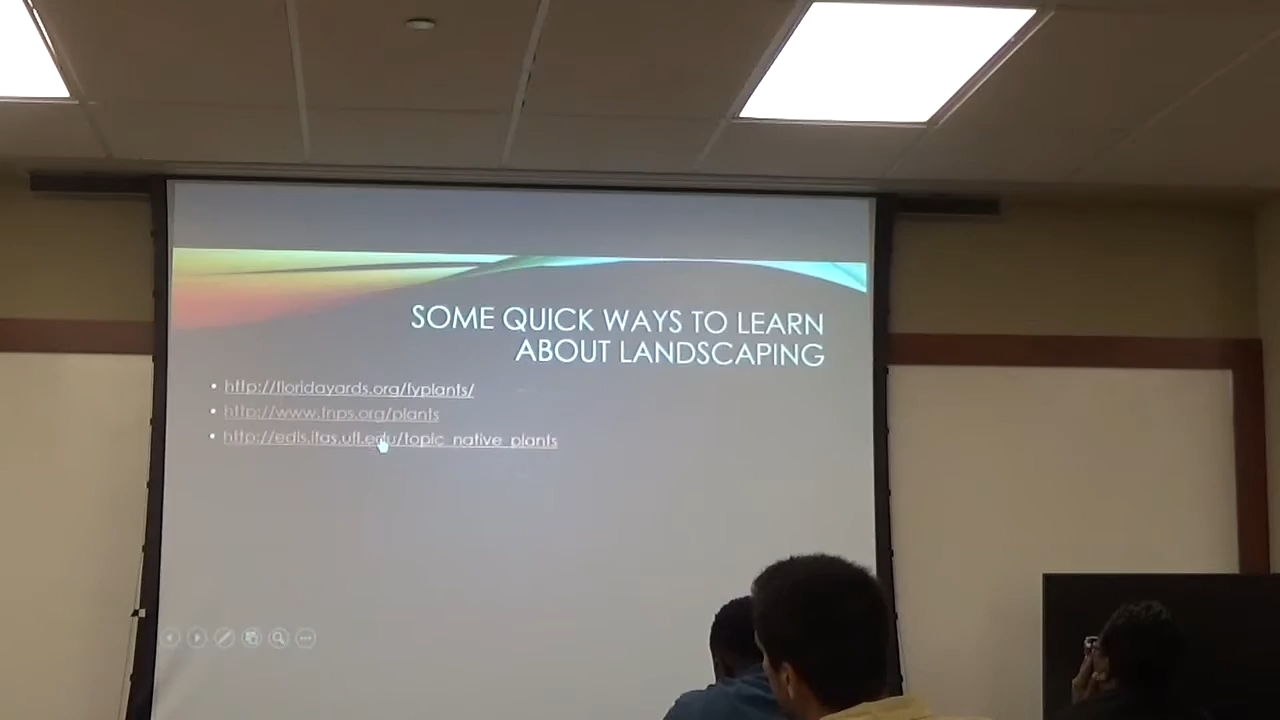 SOME QUICK WAYS TO LEARN
ABOUT LANDSCAPING
• http://floridayards.org/fyplants/
• http://www.fnps.org/plants
• http://edis.ifas.ufl.edu/topic_native_plants